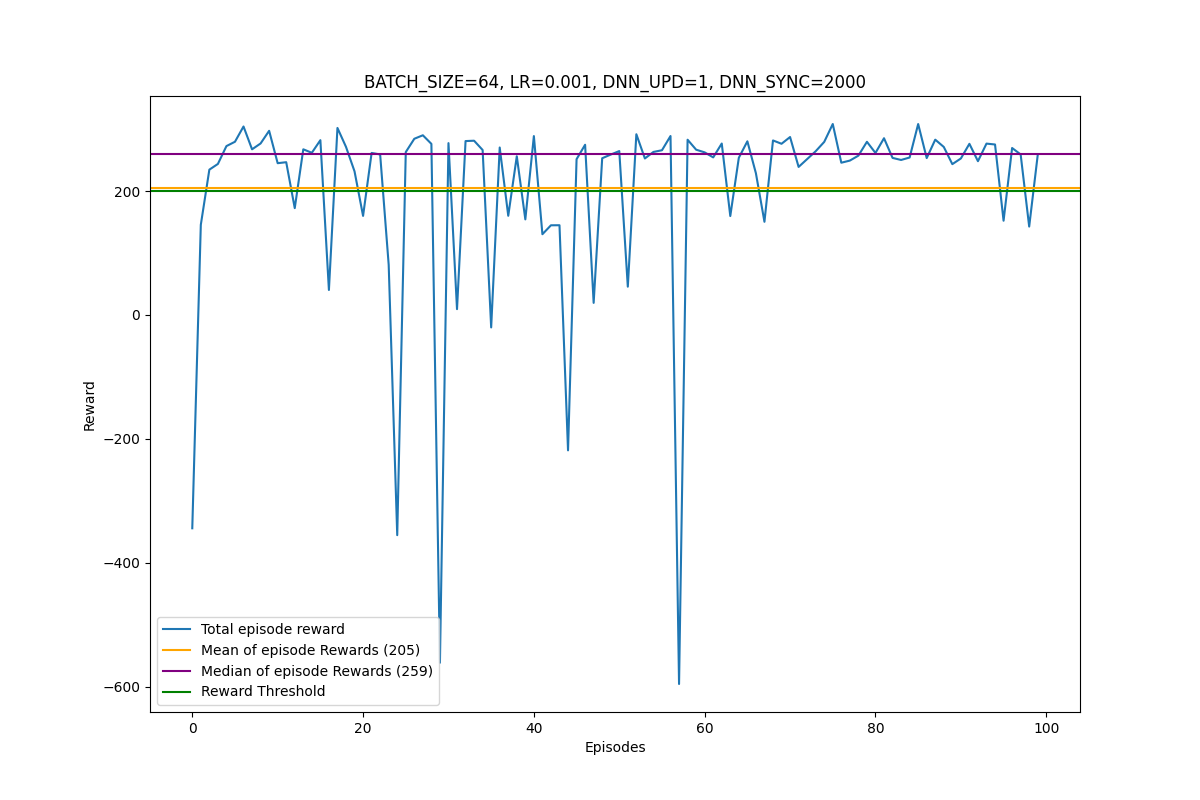 BATCH_SIZE=64, LR=0.001, DNN_UPD=1, DNN_SYNC=2000
200
0
−200
−400
−600
Reward
Total episode reward
Mean of episode Rewards (205)
Median of episode Rewards (259)
Reward Threshold
0 20 40 60 80 100
Episodes